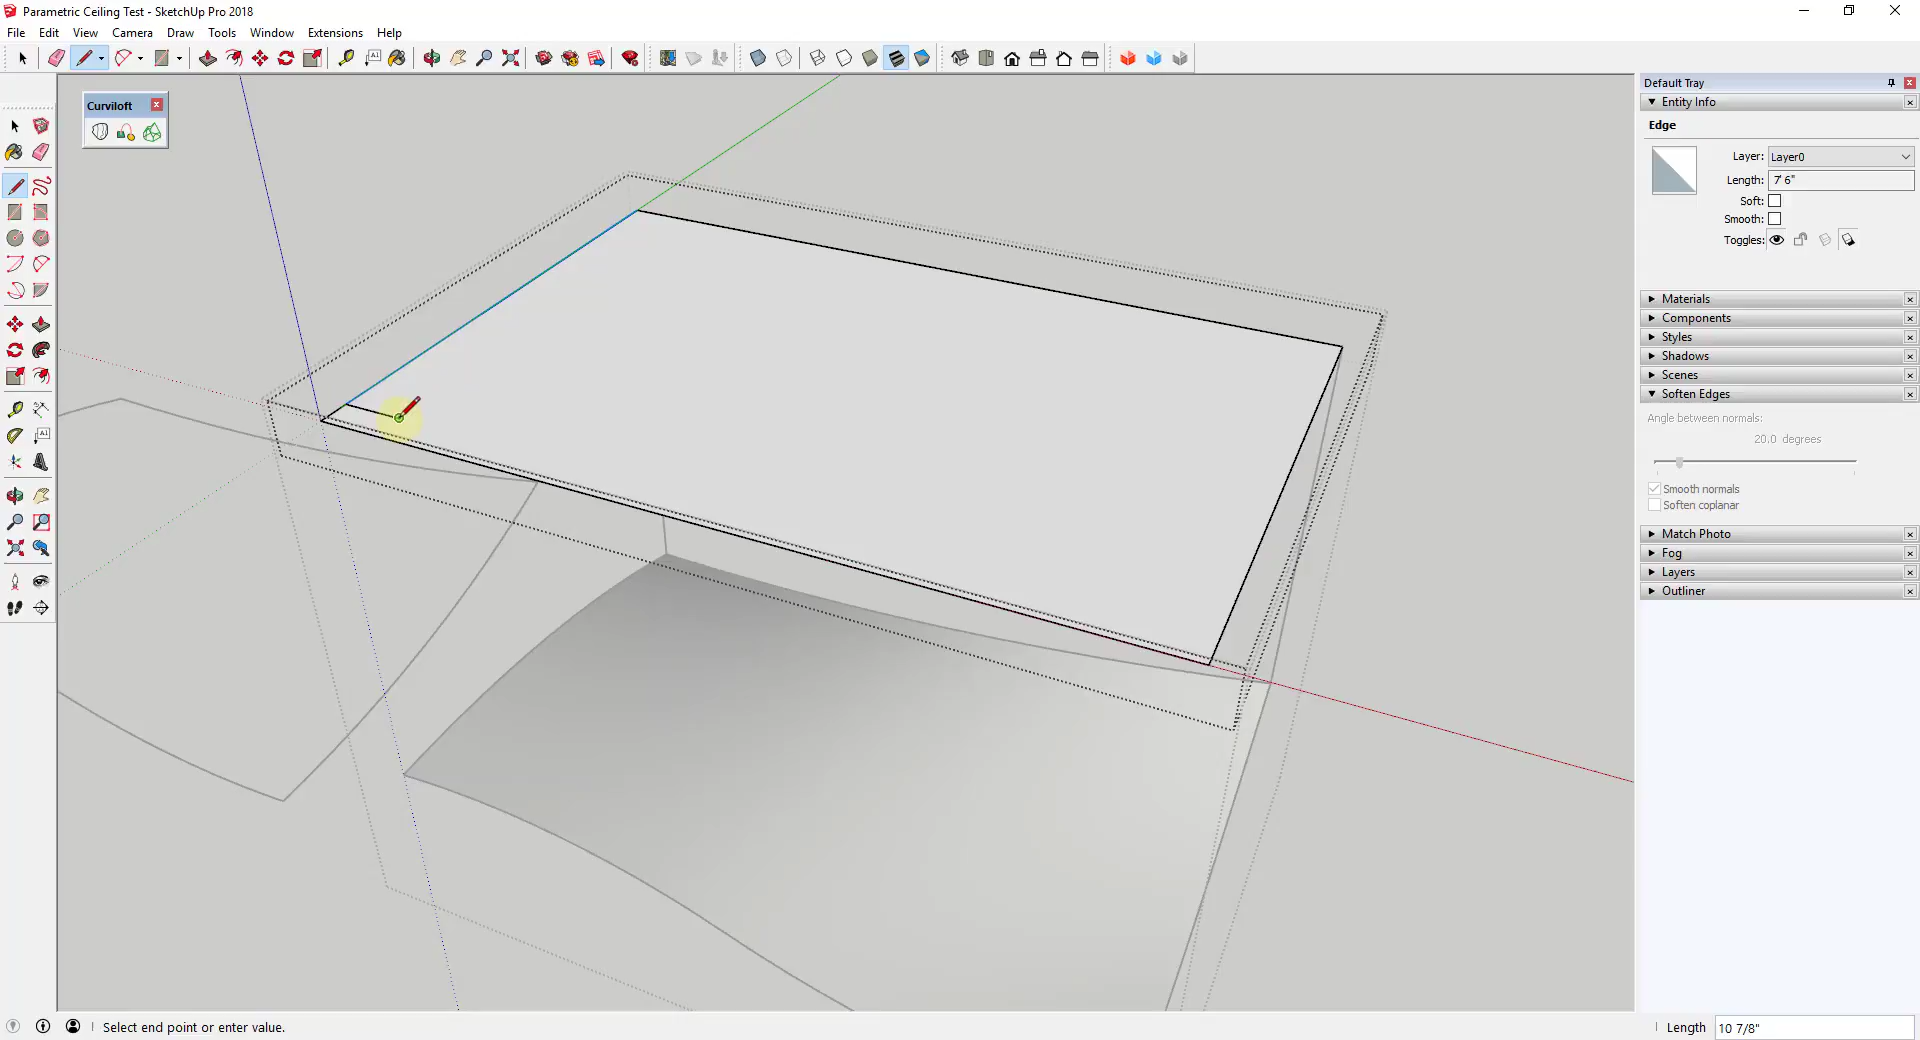 Parametric Ceiling Test - SketchUp Pro 2018
File Edit View Camera Draw Tools Window Extensions Help
Curviloft
Default Tray
Entity Info
Edge
Layer: Layer0
Length: 7' 6"
Soft:
Smooth:
Toggles:
Materials
Components
Styles
Shadows
Scenes
Soften Edges
Angle between normals:
20.0 degrees
Smooth normals
Soften coplanar
Match Photo
Fog
Layers
Outliner
Select end point or enter value.
Length 10 7/8"